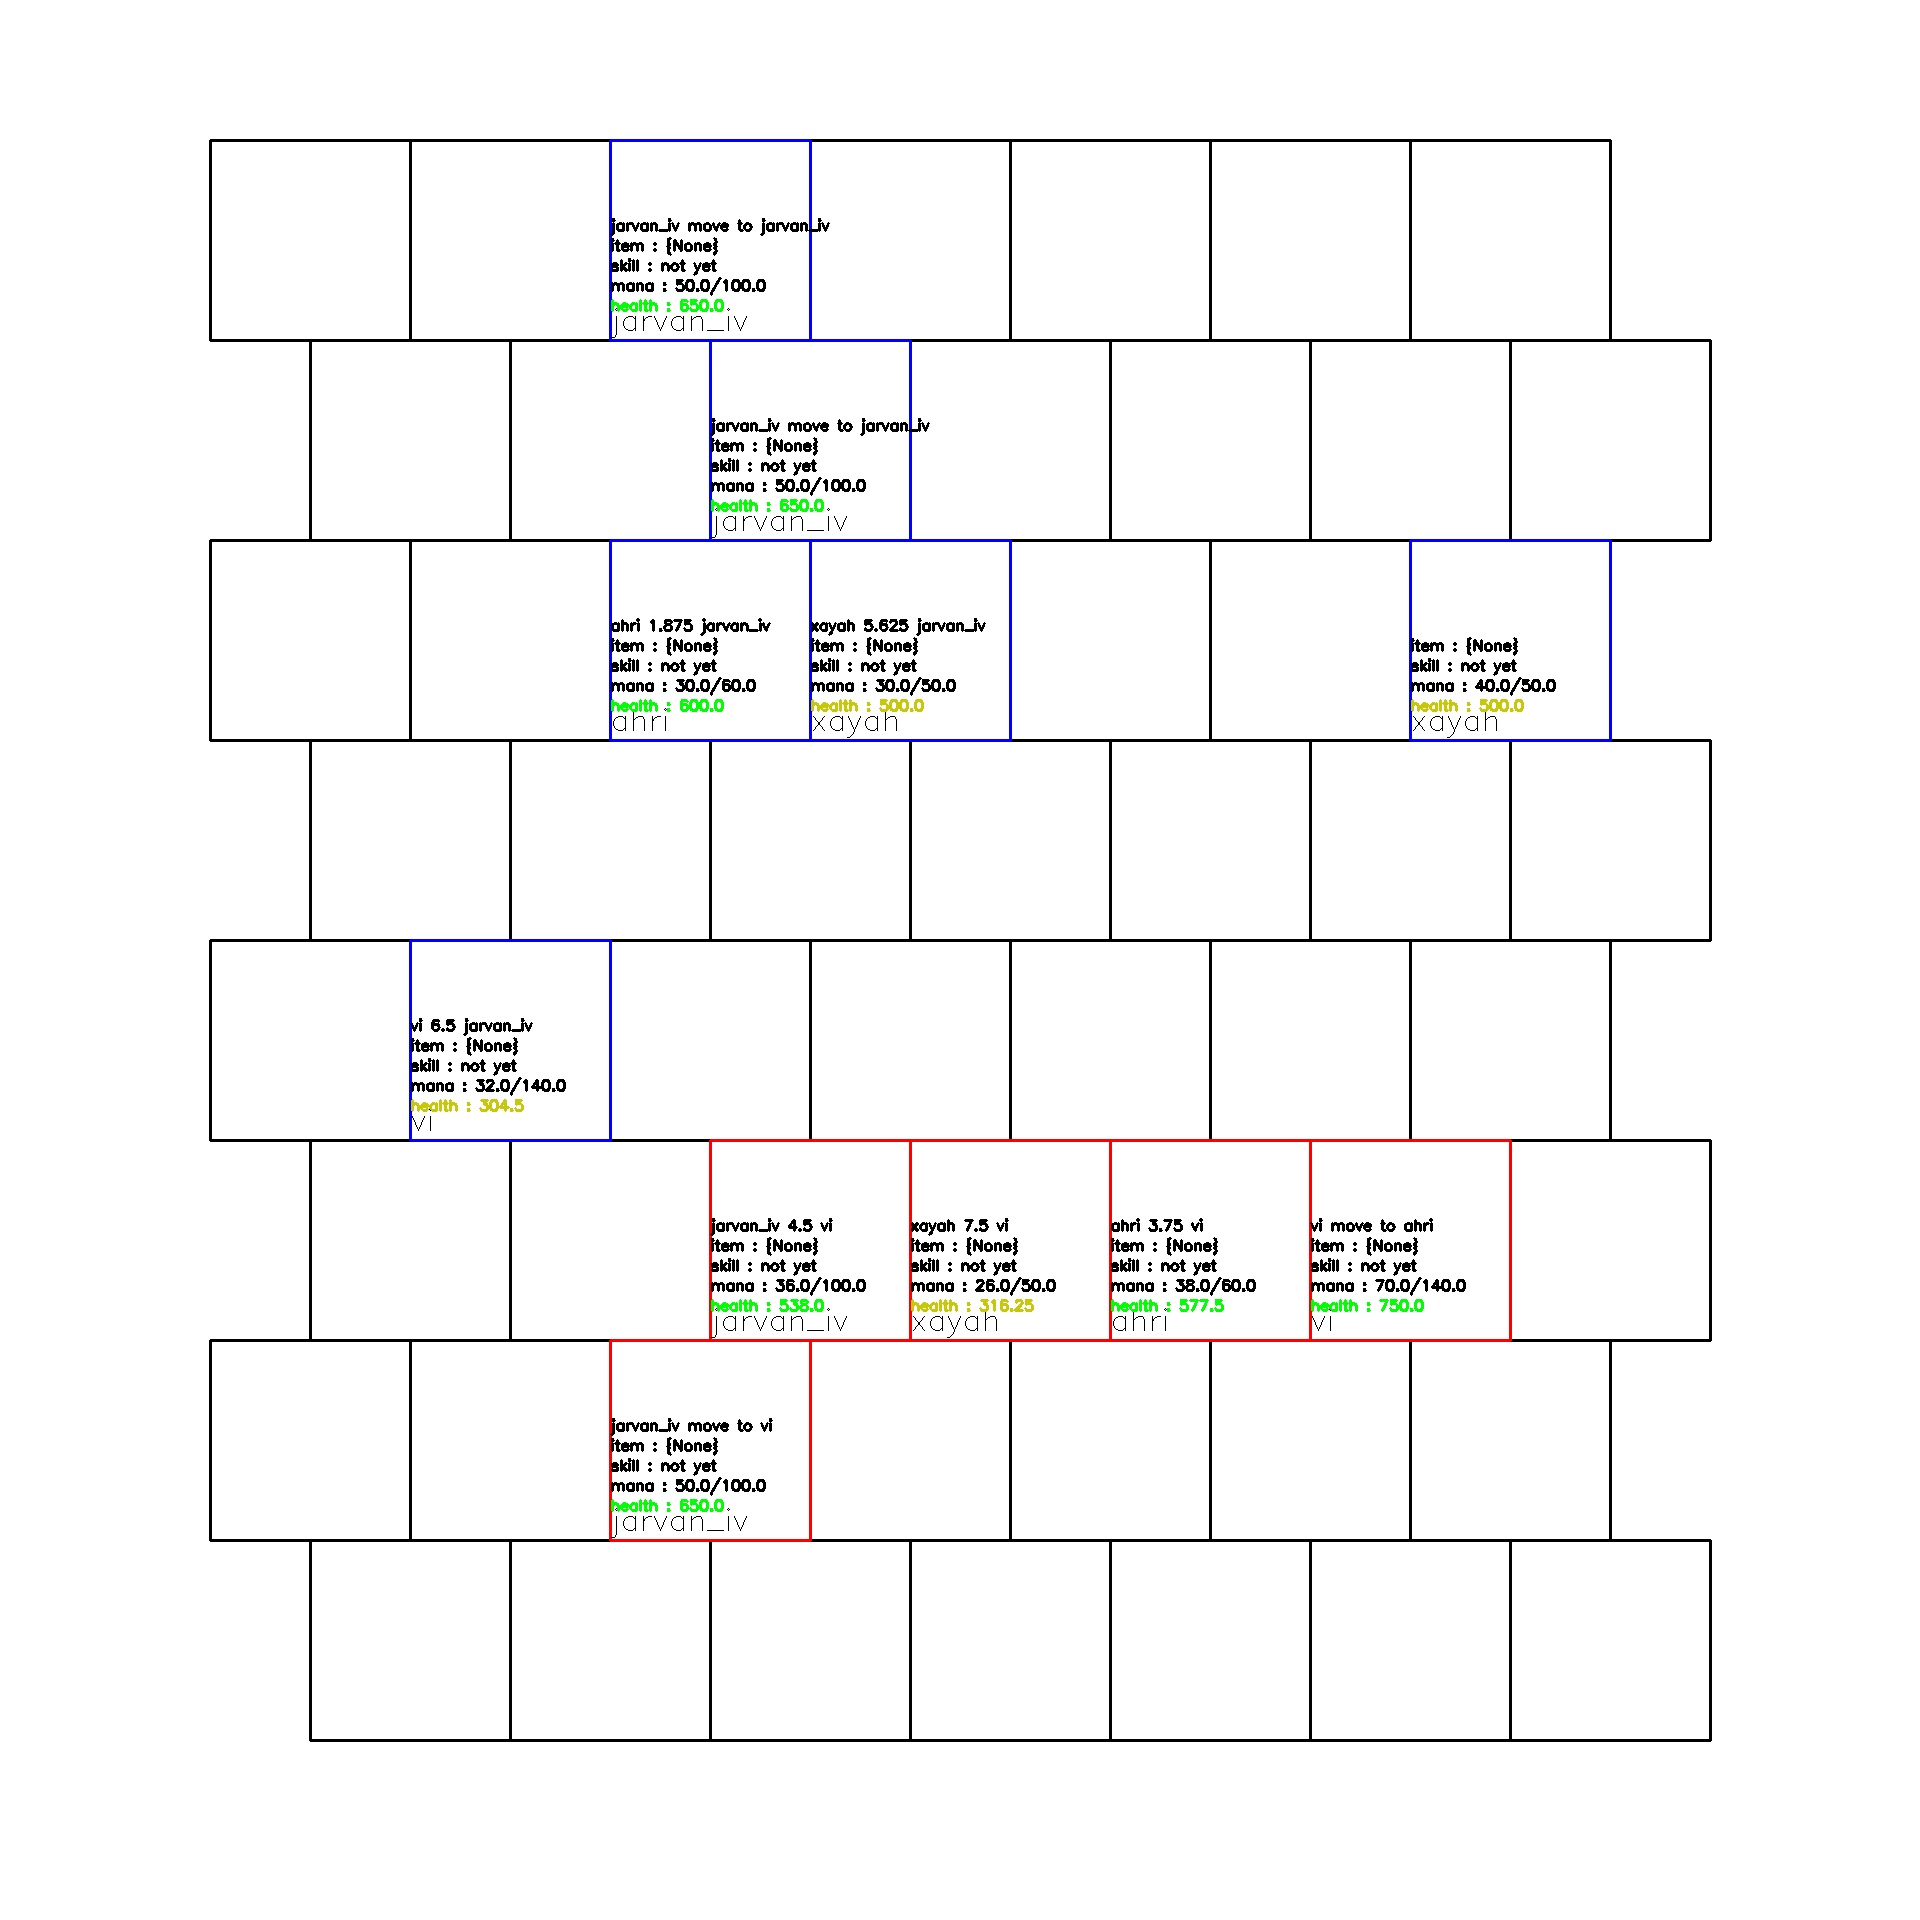 jarvan_iv move to jarvan_iv
item : {None}
skill : not yet
mana : 50.0/100.0
health : 650.0
jarvan_iv
jarvan_iv move to jarvan_iv
item : {None}
skill : not yet
mana : 50.0/100.0
health : 650.0
jarvan_iv
ahri 1.875 jarvan_iv
item : {None}
skill : not yet
mana : 30.0/60.0
health : 600.0
ahri
xayah 5.625 jarvan_iv
item : {None}
skill : not yet
mana : 30.0/50.0
health : 500.0
xayah
item : {None}
skill : not yet
mana : 40.0/50.0
health : 500.0
xayah
vi 6.5 jarvan_iv
item : {None}
skill : not yet
mana : 32.0/140.0
health : 304.5
vi
jarvan_iv 4.5 vi
item : {None}
skill : not yet
mana : 36.0/100.0
health : 538.0
jarvan_iv
xayah 7.5 vi
item : {None}
skill : not yet
mana : 26.0/50.0
health : 316.25
xayah
ahri 3.75 vi
item : {None}
skill : not yet
mana : 38.0/60.0
health : 577.5
ahri
vi move to ahri
item : {None}
skill : not yet
mana : 70.0/140.0
health : 750.0
vi
jarvan_iv move to vi
item : {None}
skill : not yet
mana : 50.0/100.0
health : 650.0
jarvan_iv